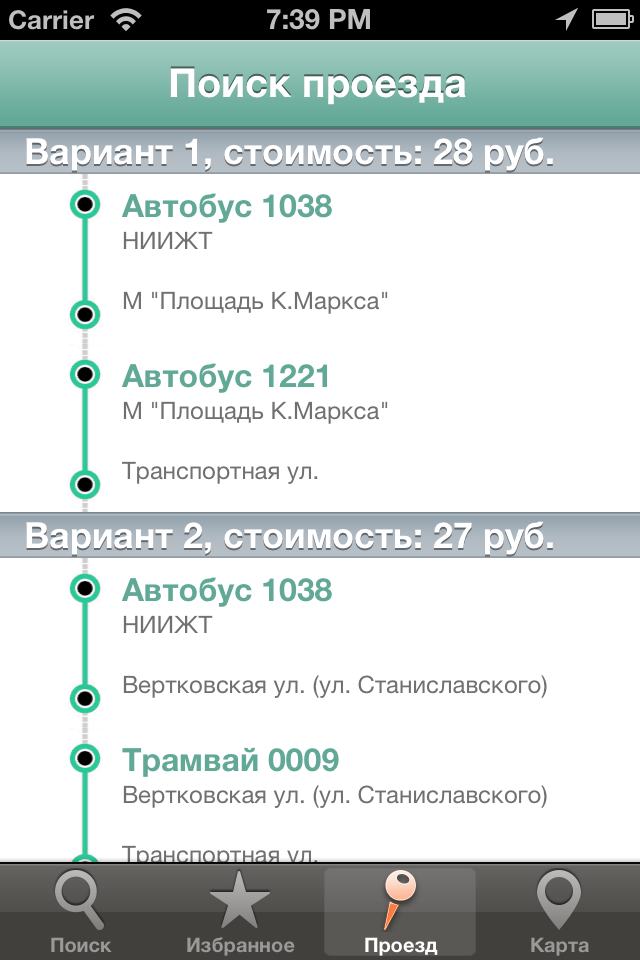 Carrier 7:39 PM
Поиск проезда
Вариант 1, стоимость: 28 руб.
Автобус 1038
НИИЖТ
М "Площадь К.Маркса"
Автобус 1221
М "Площадь К.Маркса"
Транспортная ул.
Вариант 2, стоимость: 27 руб.
Автобус 1038
НИИЖТ
Вертковская ул. (ул. Станиславского)
Трамвай 0009
Вертковская ул. (ул. Станиславского)
Транспортная ул.
Поиск Избранное Проезд Карта